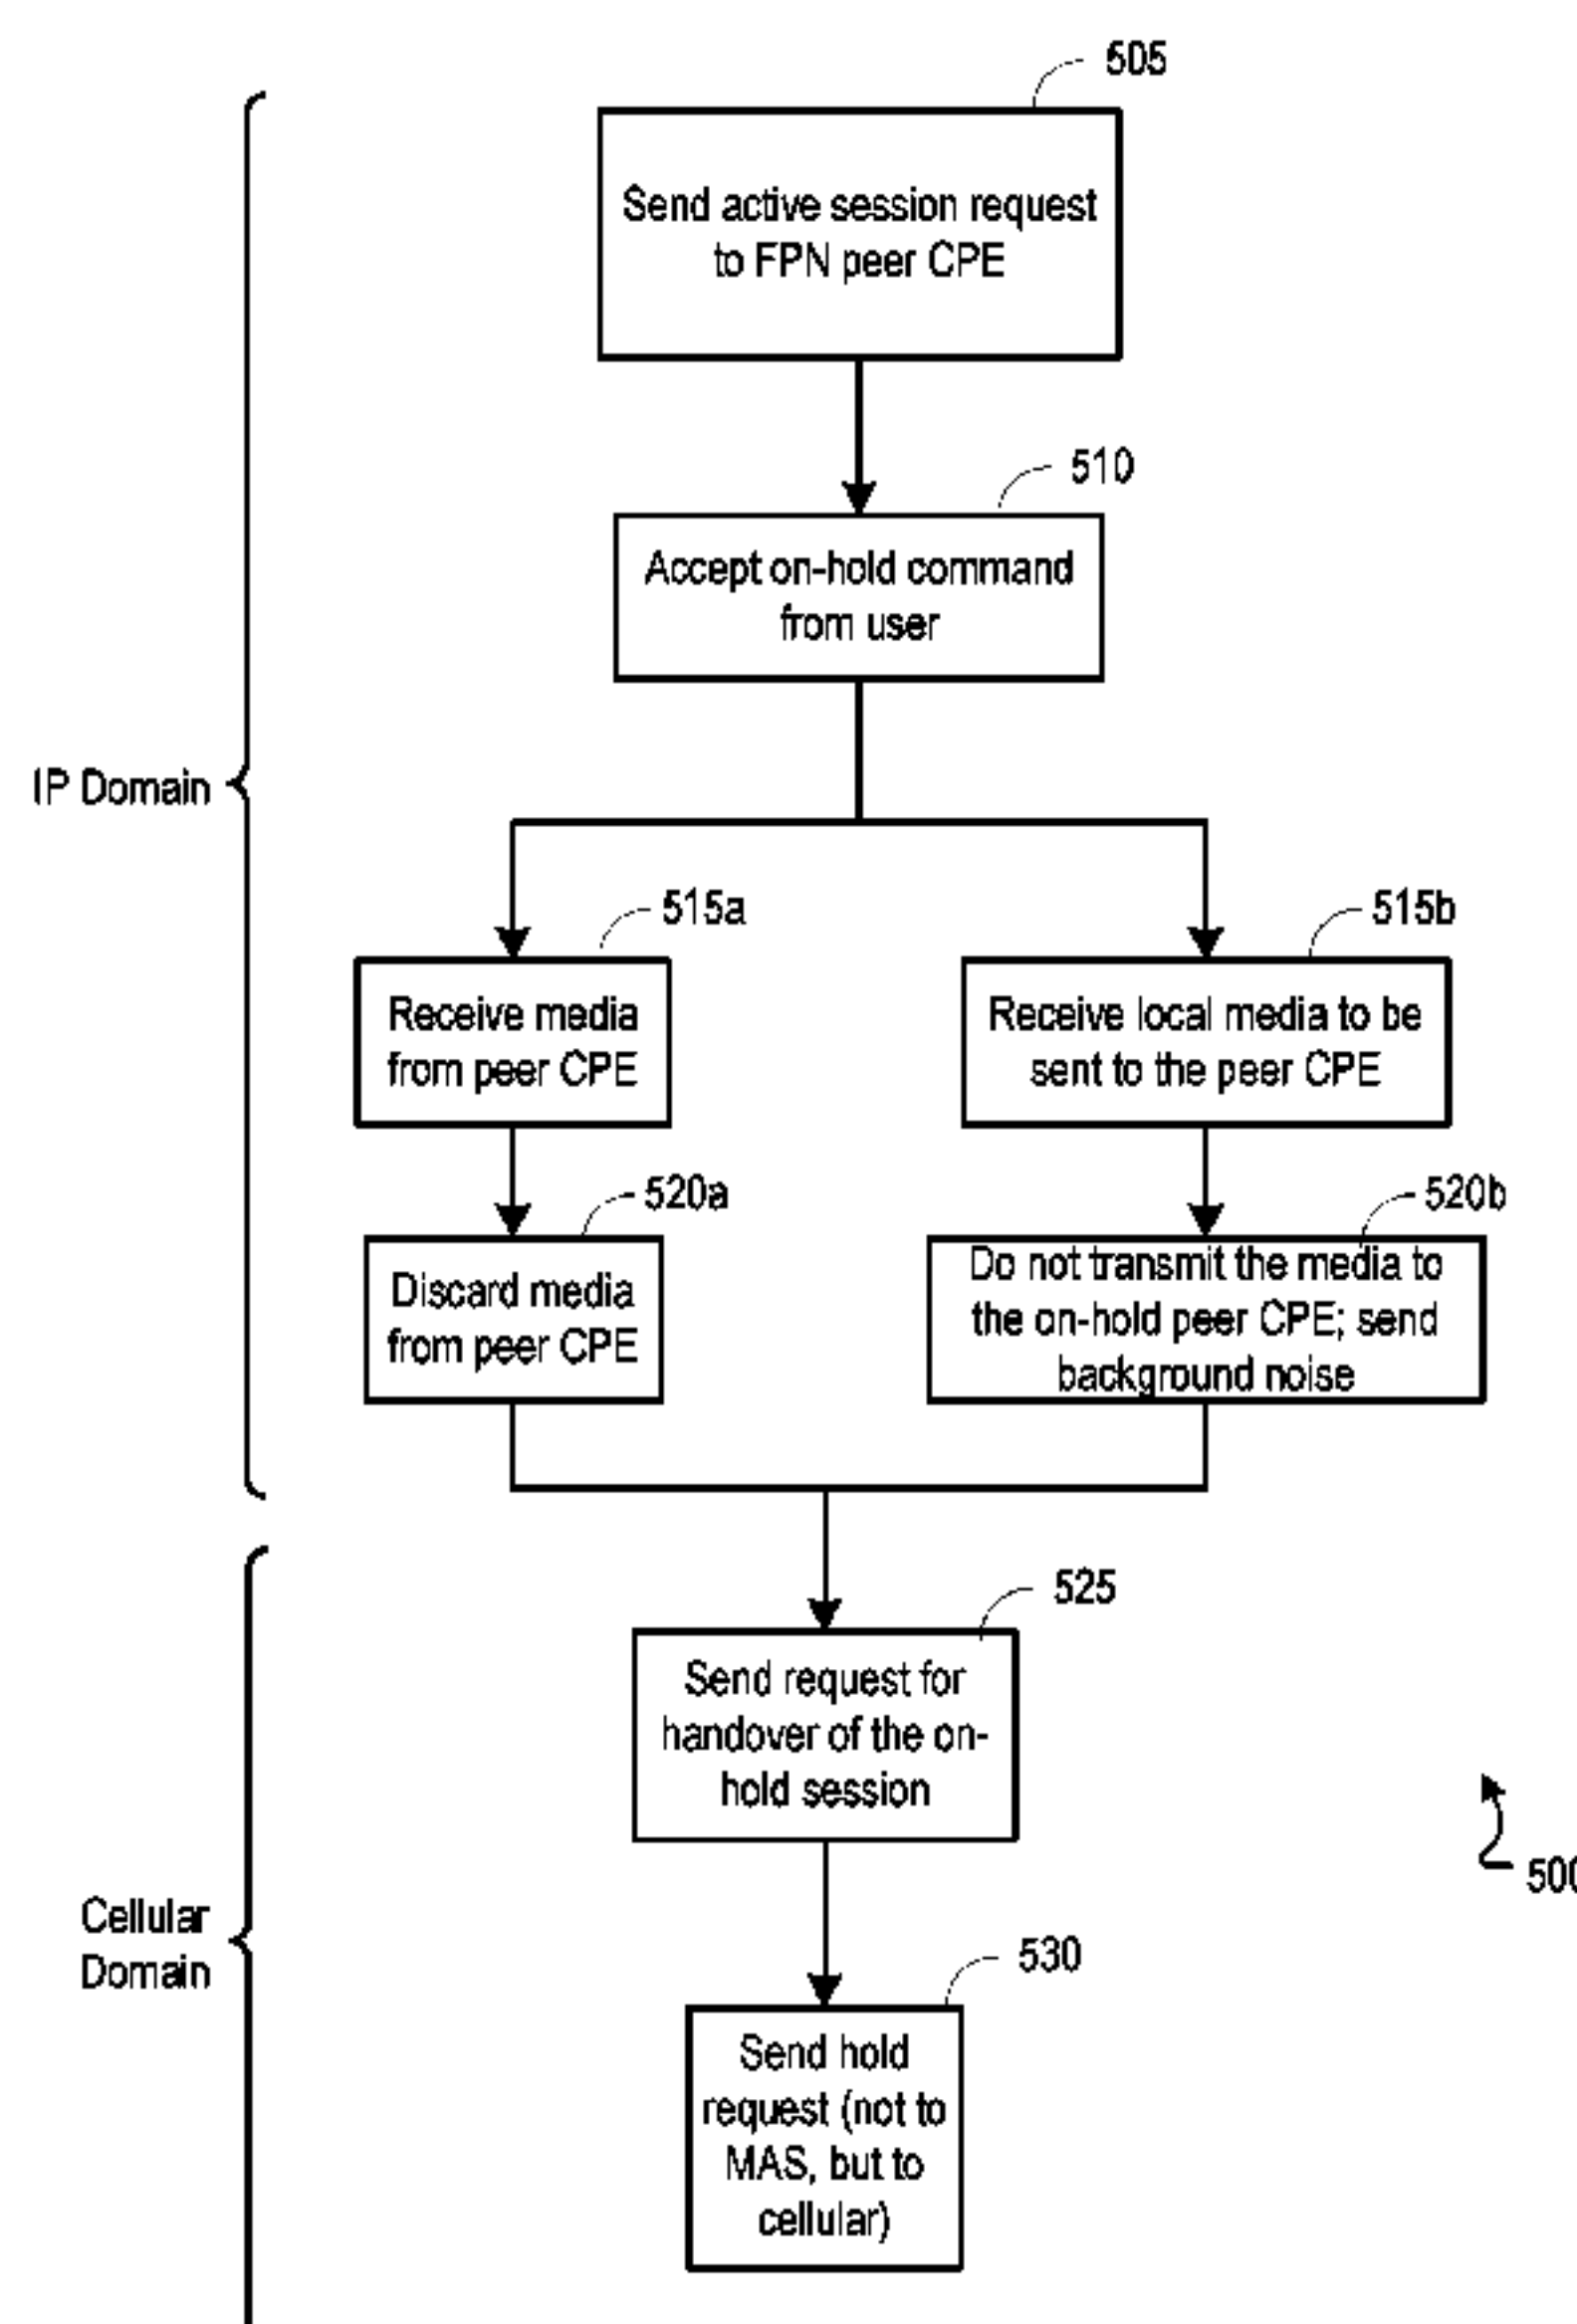 505
Send active session request
to FPN peer CPE
510
Accept on-hold command
from user
IP Domain
515a
515b
Receive media
from peer CPE
Receive local media to be
sent to the peer CPE
520a
520b
Discard media
from peer CPE
Do not transmit the media to
the on-hold peer CPE; send
background noise
525
Send request for
handover of the on-
hold session
500
Cellular
Domain
530
Send hold
request (not to
MAS, but to
cellular)